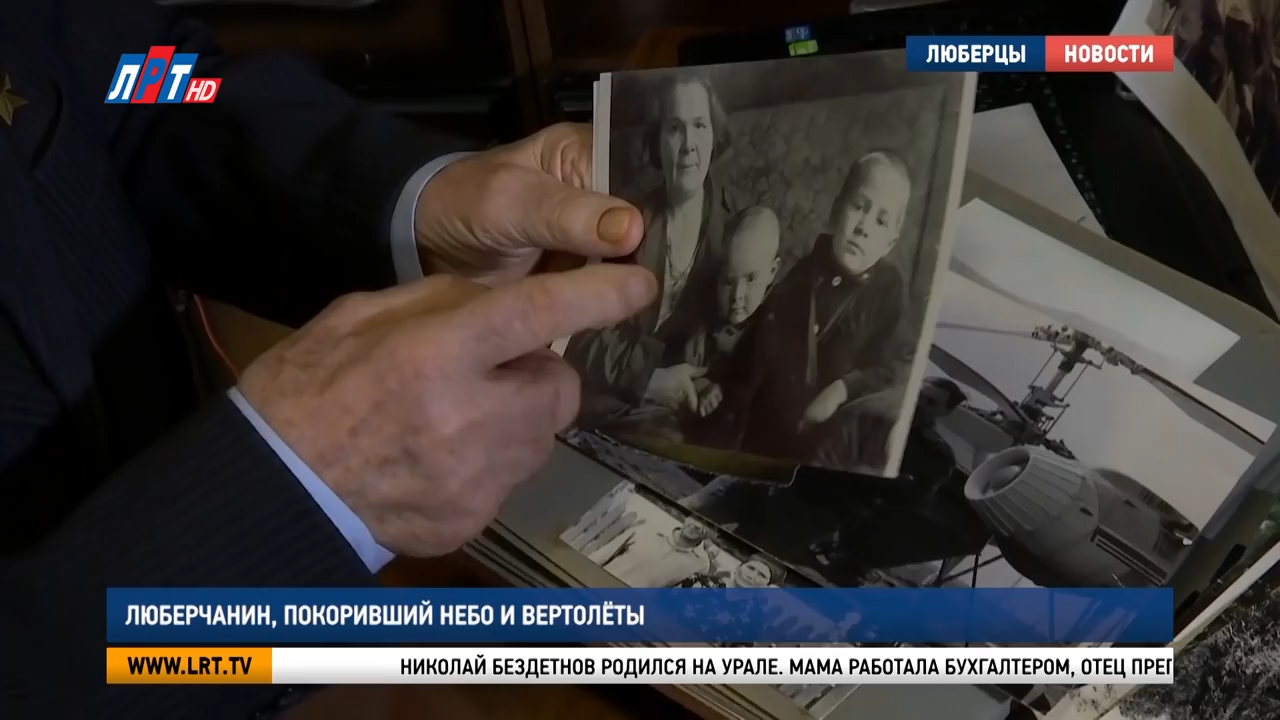 ЛРТ HD
ЛЮБЕРЦЫ НОВОСТИ
ЛЮБЕРЧАНИН, ПОКОРИВШИЙ НЕБО И ВЕРТОЛЁТЫ
WWW.LRT.TV НИКОЛАЙ БЕЗДЕТНОВ РОДИЛСЯ НА УРАЛЕ. МАМА РАБОТАЛА БУХГАЛТЕРОМ, ОТЕЦ ПРЕП